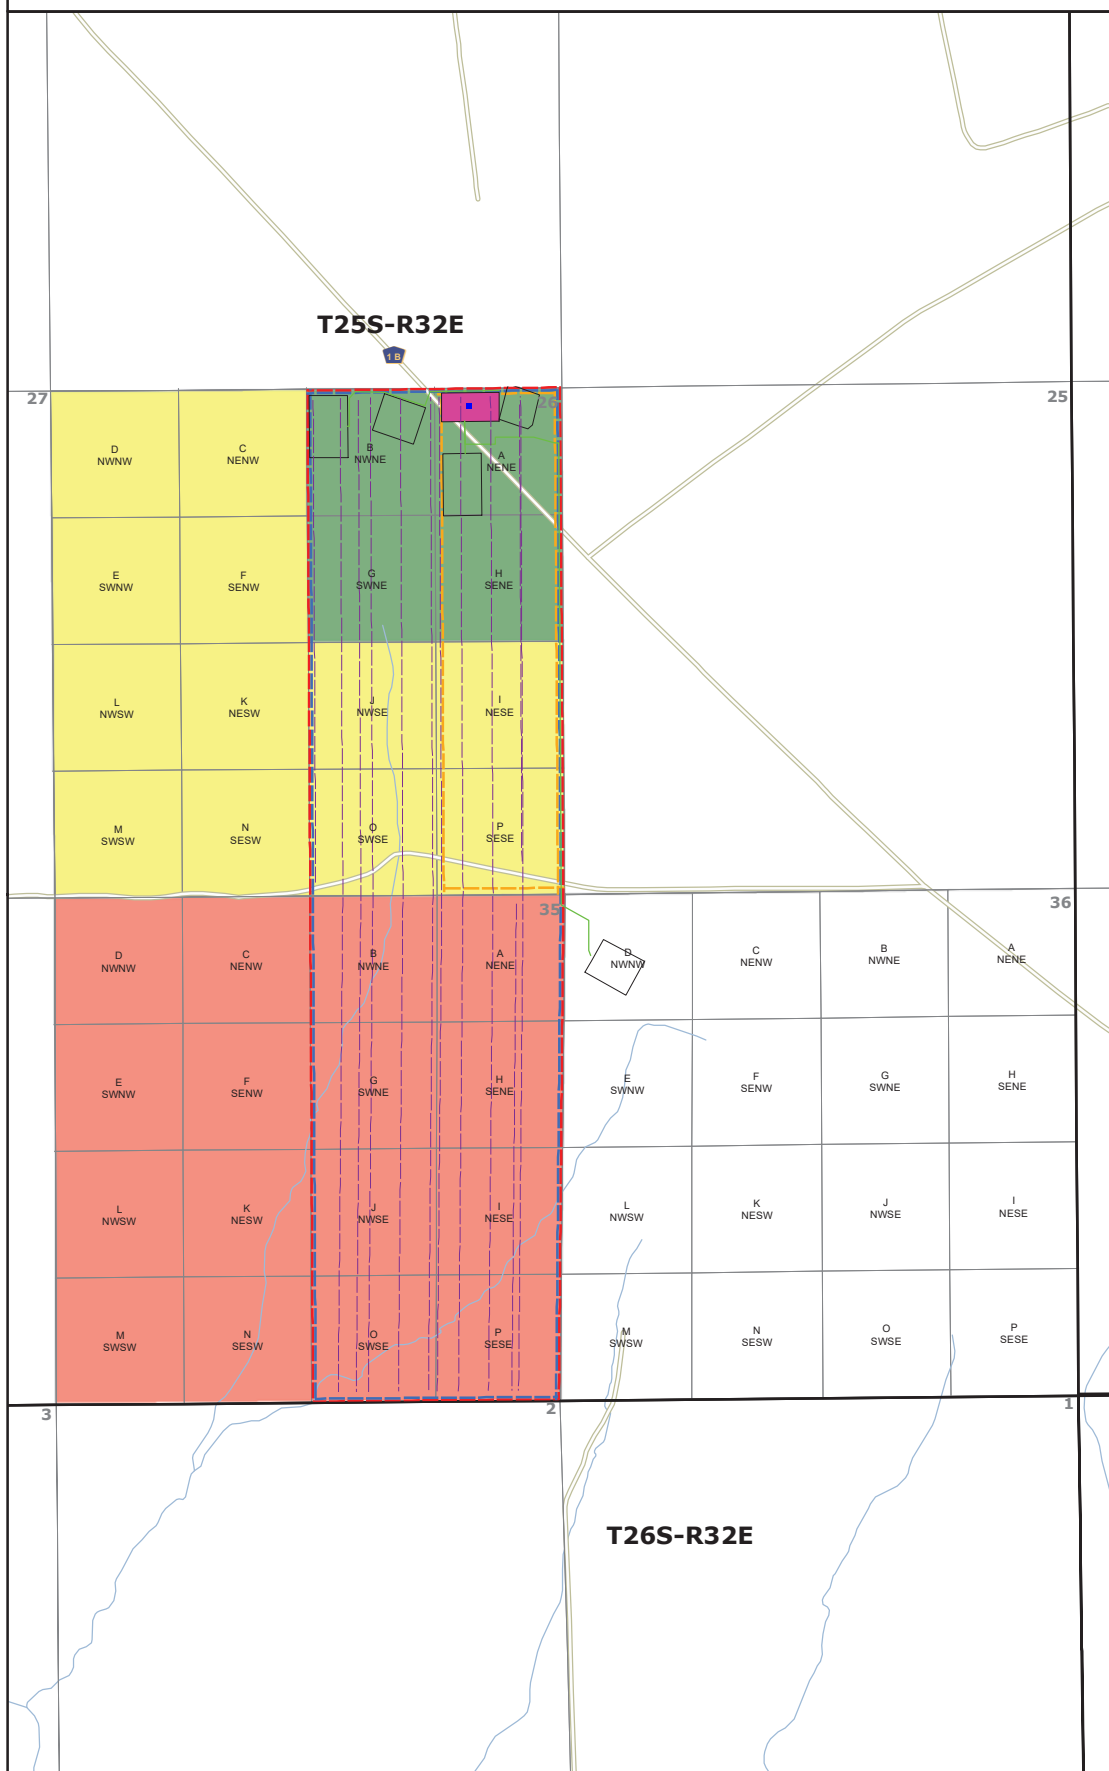 T25S-R32E
1 B
27
26
25
D
NWNW
C
NENW
B
NWNE
A
NENE
E
SWNW
F
SENW
G
SWNE
H
SENE
L
NWSW
K
NESW
J
NWSE
I
NESE
M
SWSW
N
SESW
O
SWSE
P
SESE
35
36
D
NWNW
C
NENW
B
NWNE
A
NENE
D
NWNW
C
NENW
B
NWNE
A
NENE
E
SWNW
F
SENW
G
SWNE
H
SENE
E
SWNW
F
SENW
G
SWNE
H
SENE
L
NWSW
K
NESW
J
NWSE
I
NESE
L
NWSW
K
NESW
J
NWSE
I
NESE
M
SWSW
N
SESW
O
SWSE
P
SESE
M
SWSW
N
SESW
O
SWSE
P
SESE
3
2
1
T26S-R32E